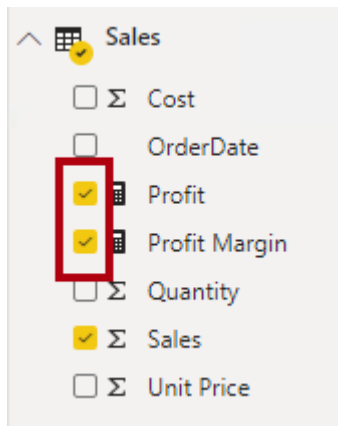 Sales
Σ Cost
OrderDate
Profit
Profit Margin
Σ Quantity
Σ Sales
Σ Unit Price